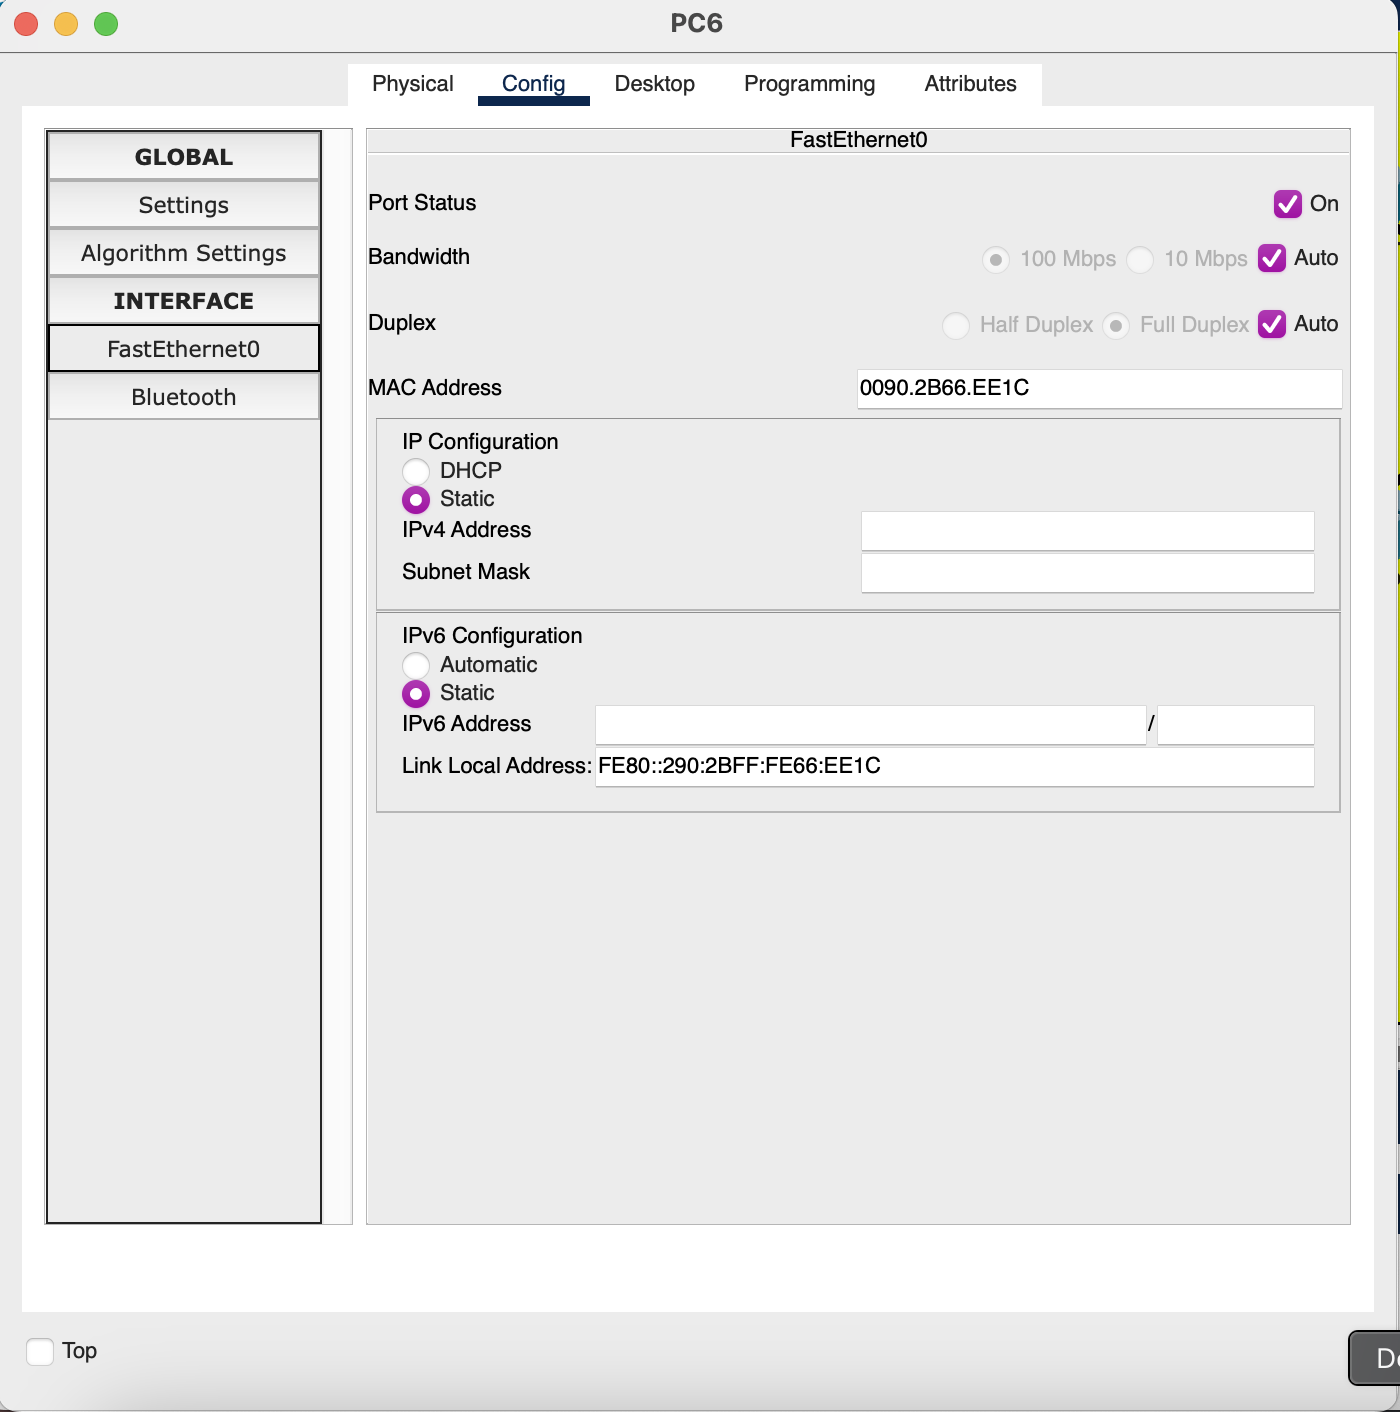 PC6
Physical Config Desktop Programming Attributes
GLOBAL
Settings
Algorithm Settings
INTERFACE
FastEthernet0
Bluetooth
FastEthernet0
Port Status On
Bandwidth 100 Mbps 10 Mbps Auto
Duplex Half Duplex Full Duplex Auto
MAC Address 0090.2B66.EE1C
IP Configuration
DHCP
Static
IPv4 Address
Subnet Mask
IPv6 Configuration
Automatic
Static
IPv6 Address /
Link Local Address: FE80::290:2BFF:FE66:EE1C
Top